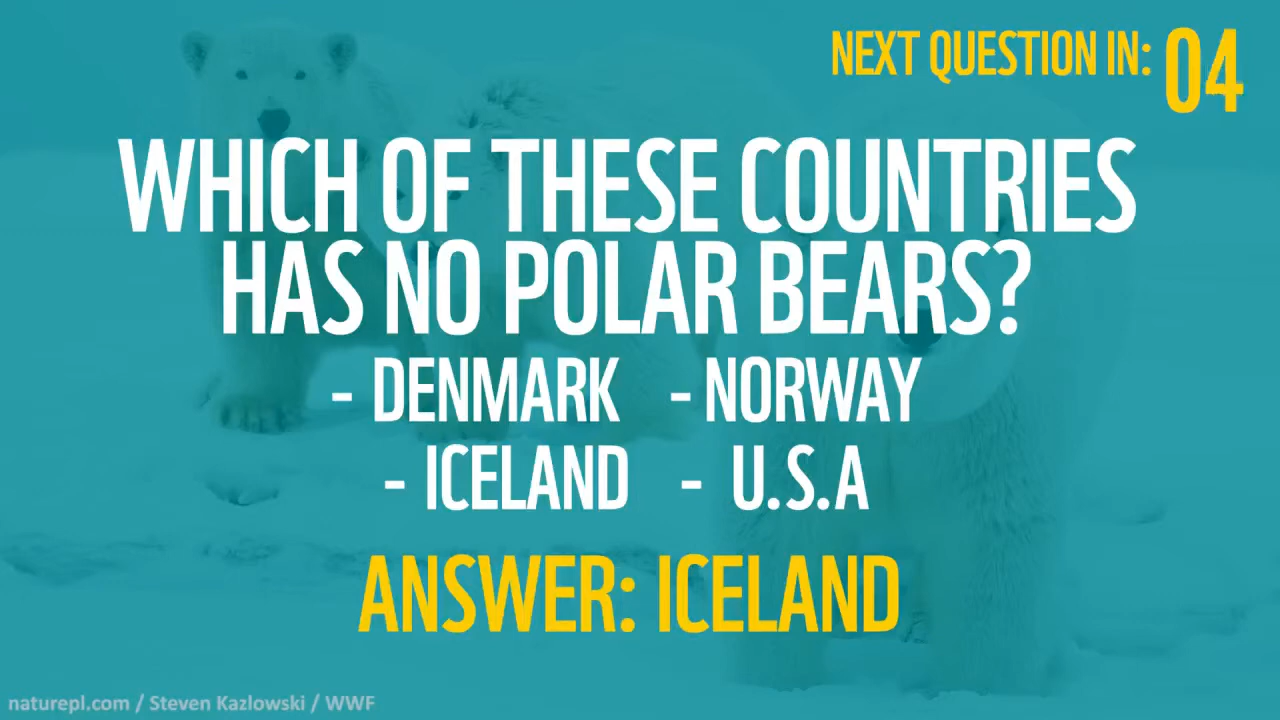 NEXT QUESTION IN: 04
WHICH OF THESE COUNTRIES
HAS NO POLAR BEARS?
- DENMARK - NORWAY
- ICELAND - U.S.A
ANSWER: ICELAND
naturepl.com / Steven Kazlowski / WWF